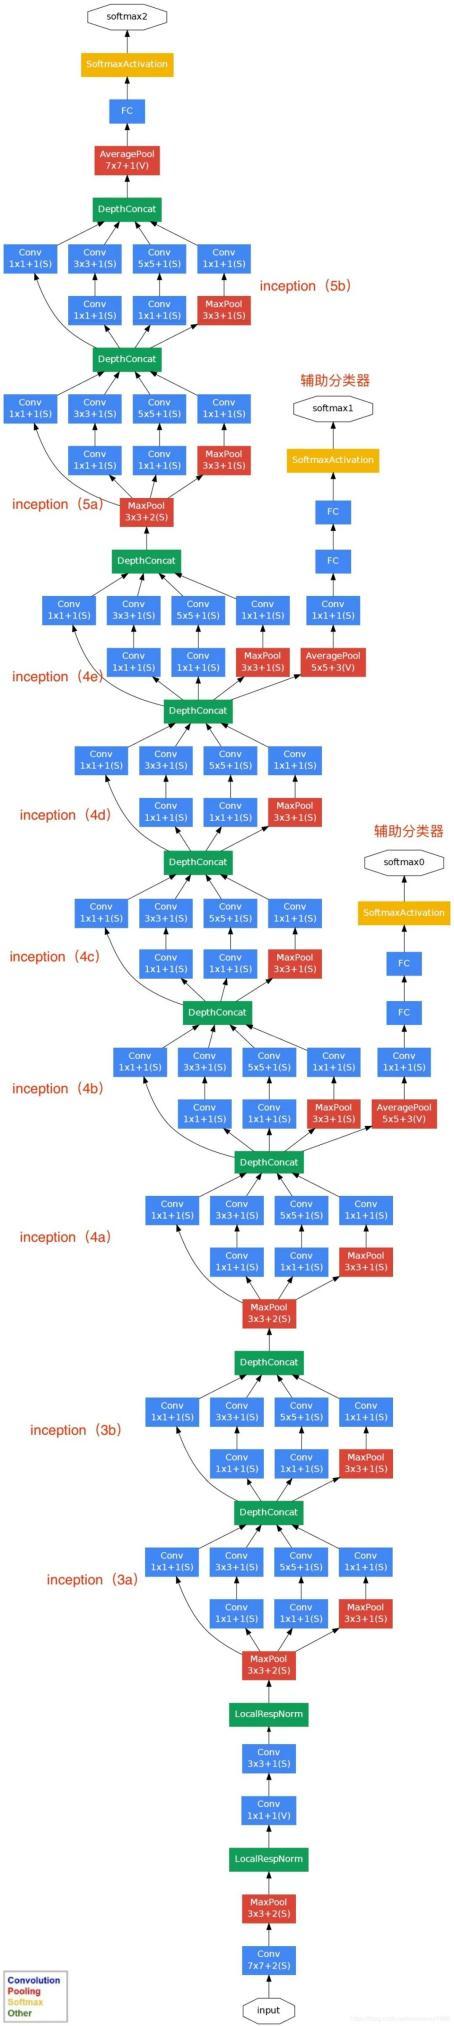 softmax2
SoftmaxActivation
FC
AveragePool
7x7+1(V)
DepthConcat
Conv
1x1+1(S)
Conv
3x3+1(S)
Conv
5x5+1(S)
Conv
1x1+1(S)
inception（5b）
Conv
1x1+1(S)
Conv
1x1+1(S)
MaxPool
3x3+1(S)
DepthConcat
辅助分类器
softmax1
Conv
1x1+1(S)
Conv
3x3+1(S)
Conv
5x5+1(S)
Conv
1x1+1(S)
SoftmaxActivation
Conv
1x1+1(S)
Conv
1x1+1(S)
MaxPool
3x3+1(S)
inception（5a）
MaxPool
3x3+2(S)
FC
DepthConcat
FC
Conv
1x1+1(S)
Conv
3x3+1(S)
Conv
5x5+1(S)
Conv
1x1+1(S)
Conv
1x1+1(S)
inception（4e）
Conv
1x1+1(S)
Conv
1x1+1(S)
MaxPool
3x3+1(S)
AveragePool
5x5+3(V)
DepthConcat
Conv
1x1+1(S)
Conv
3x3+1(S)
Conv
5x5+1(S)
Conv
1x1+1(S)
inception（4d）
Conv
1x1+1(S)
Conv
1x1+1(S)
MaxPool
3x3+1(S)
辅助分类器
DepthConcat
softmax0
Conv
1x1+1(S)
Conv
3x3+1(S)
Conv
5x5+1(S)
Conv
1x1+1(S)
SoftmaxActivation
inception（4c）
Conv
1x1+1(S)
Conv
1x1+1(S)
MaxPool
3x3+1(S)
FC
DepthConcat
FC
Conv
1x1+1(S)
Conv
3x3+1(S)
Conv
5x5+1(S)
Conv
1x1+1(S)
Conv
1x1+1(S)
inception（4b）
Conv
1x1+1(S)
Conv
1x1+1(S)
MaxPool
3x3+1(S)
AveragePool
5x5+3(V)
DepthConcat
Conv
1x1+1(S)
Conv
3x3+1(S)
Conv
5x5+1(S)
Conv
1x1+1(S)
inception（4a）
Conv
1x1+1(S)
Conv
1x1+1(S)
MaxPool
3x3+1(S)
MaxPool
3x3+2(S)
DepthConcat
Conv
1x1+1(S)
Conv
3x3+1(S)
Conv
5x5+1(S)
Conv
1x1+1(S)
inception（3b）
Conv
1x1+1(S)
Conv
1x1+1(S)
MaxPool
3x3+1(S)
DepthConcat
Conv
1x1+1(S)
Conv
3x3+1(S)
Conv
5x5+1(S)
Conv
1x1+1(S)
inception（3a）
Conv
1x1+1(S)
Conv
1x1+1(S)
MaxPool
3x3+1(S)
MaxPool
3x3+2(S)
LocalRespNorm
Conv
3x3+1(S)
Conv
1x1+1(V)
LocalRespNorm
MaxPool
3x3+2(S)
Conv
7x7+2(S)
input
Convolution
Pooling
Softmax
Other